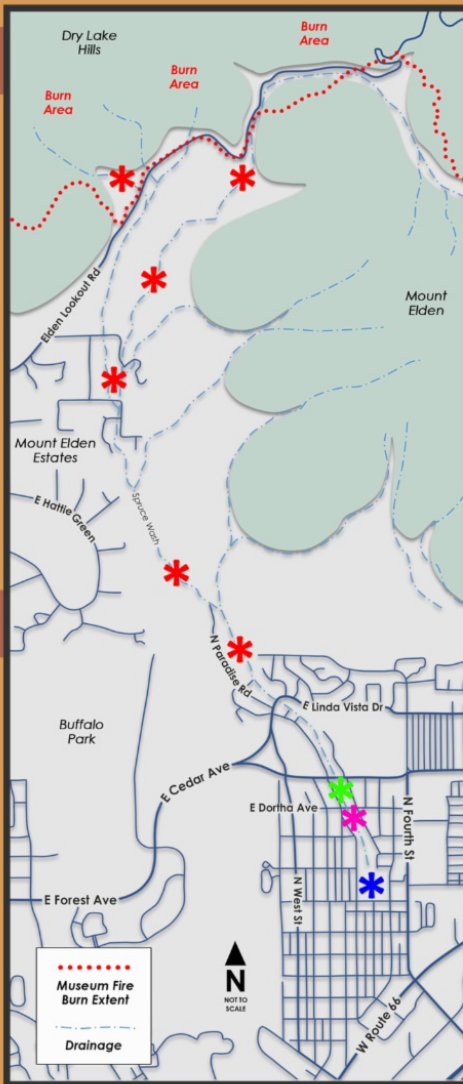 Dry Lake
Hills
Burn
Area
Burn
Area
Burn
Area
Elden Lookout Rd
Mount
Elden
Mount Elden
Estates
E Hattie Green
Spruce Wash
N Paradise Rd
E Linda Vista Dr
Buffalo
Park
E Cedar Ave
E Dortha Ave
N Fourth St
E Forest Ave
N West St
W Route 66
N
NOT TO
SCALE
Museum Fire
Burn Extent
Drainage